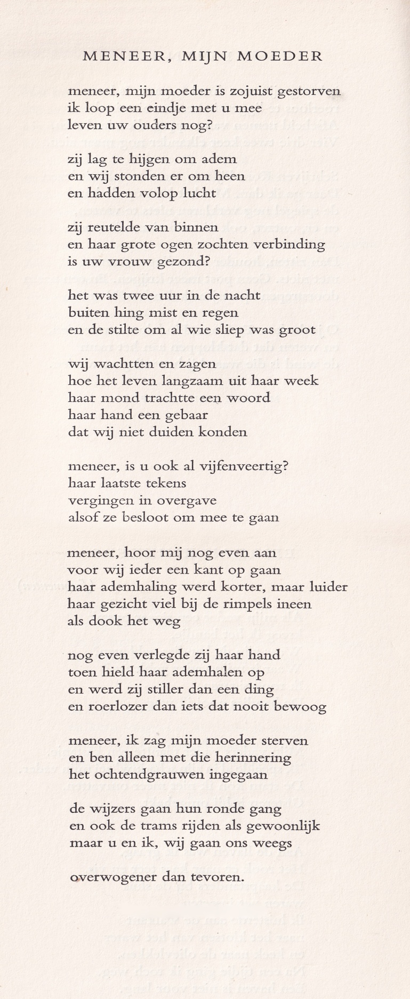 MENEER, MIJN MOEDER
meneer, mijn moeder is zojuist gestorven
ik loop een eindje met u mee
leven uw ouders nog?
zij lag te hijgen om adem
en wij stonden er om heen
en hadden volop lucht
zij reutelde van binnen
en haar grote ogen zochten verbinding
is uw vrouw gezond?
het was twee uur in de nacht
buiten hing mist en regen
en de stilte om al wie sliep was groot
wij wachtten en zagen
hoe het leven langzaam uit haar week
haar mond trachtte een woord
haar hand een gebaar
dat wij niet duiden konden
meneer, is u ook al vijfenveertig?
haar laatste tekens
vergingen in overgave
alsof ze besloot om mee te gaan
meneer, hoor mij nog even aan
voor wij ieder een kant op gaan
haar ademhaling werd korter, maar luider
haar gezicht viel bij de rimpels ineen
als dook het weg
nog even verlegde zij haar hand
toen hield haar ademhalen op
en werd zij stiller dan een ding
en roerlozer dan iets dat nooit bewoog
meneer, ik zag mijn moeder sterven
en ben alleen met die herinnering
het ochtendgrauwen ingegaan
de wijzers gaan hun ronde gang
en ook de trams rijden als gewoonlijk
maar u en ik, wij gaan ons weegs
overwogener dan tevoren.